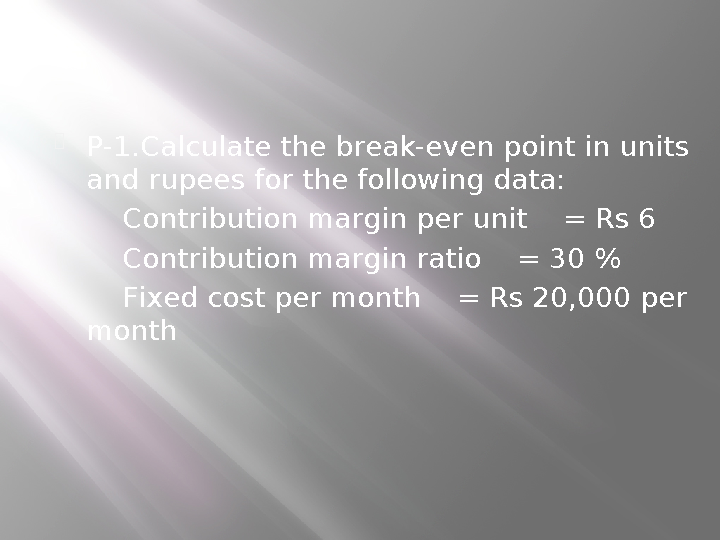 P-1.Calculate the break-even point in units
and rupees for the following data:
Contribution margin per unit = Rs 6
Contribution margin ratio = 30 %
Fixed cost per month = Rs 20,000 per
month